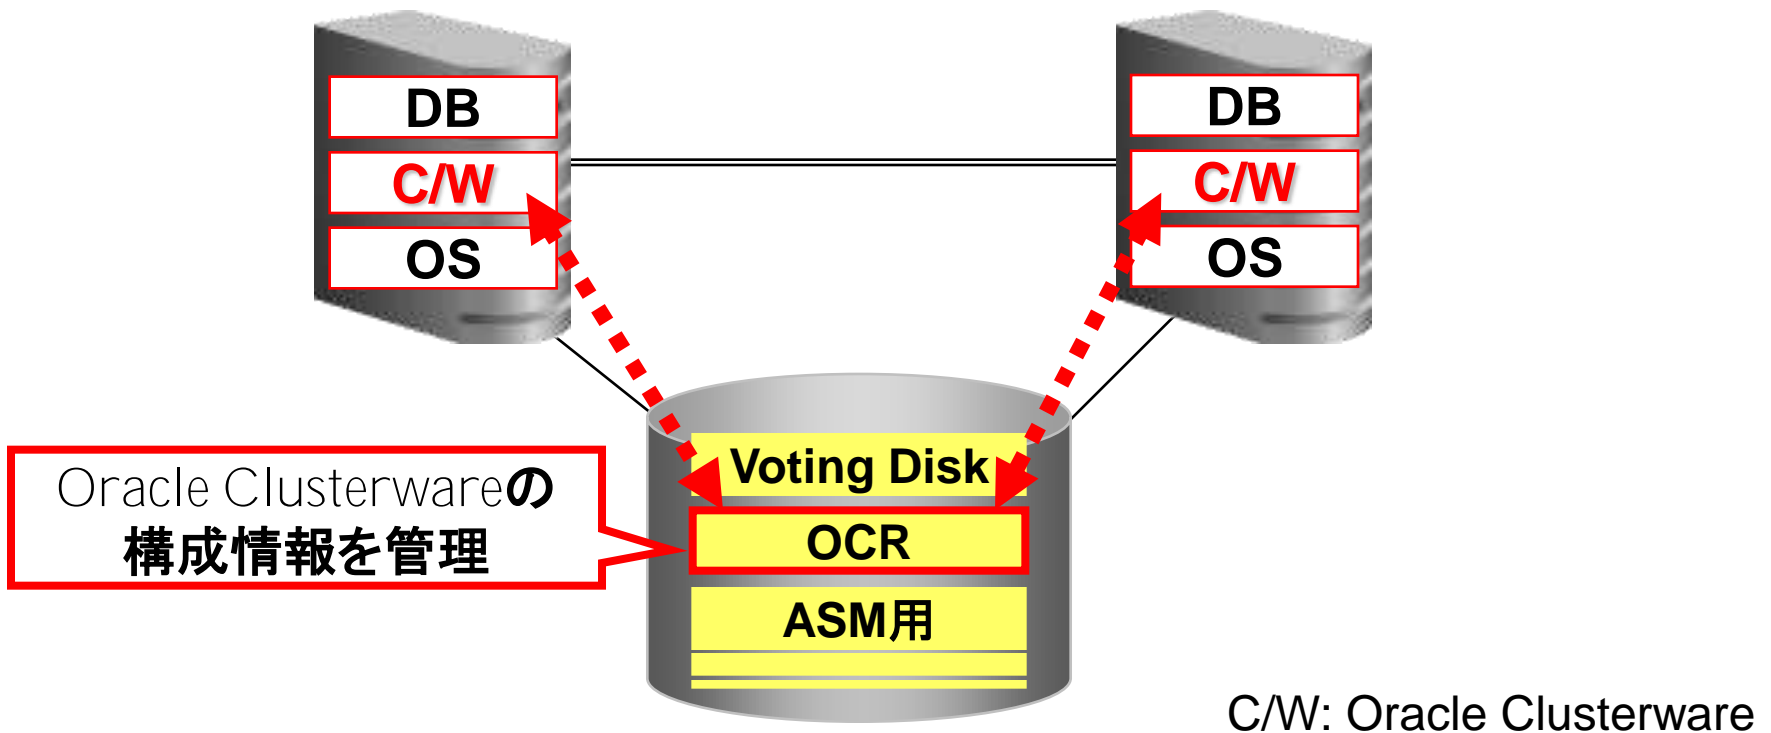 DB
C/W
OS
DB
C/W
OS
Voting Disk
OCR
ASM用
Oracle Clusterwareの
構成情報を管理
C/W: Oracle Clusterware